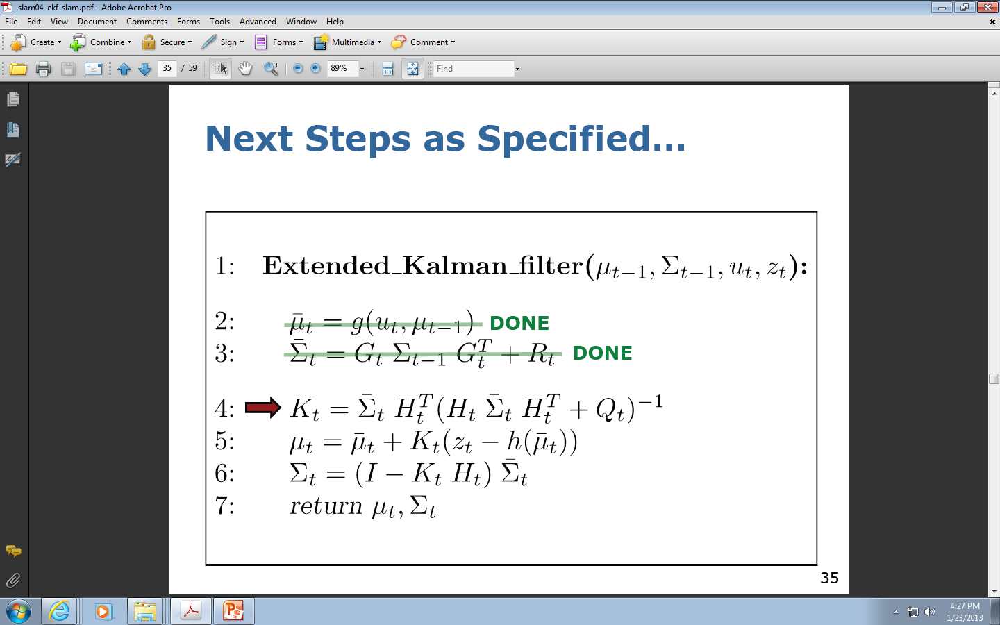 slam04-ekf-slam.pdf - Adobe Acrobat Pro
File Edit View Document Comments Forms Tools Advanced Window Help
Create Combine Secure Sign Forms Multimedia Comment
35 / 59 89% Find
Next Steps as Specified...
1: Extended_Kalman_filter(μ_{t−1}, Σ_{t−1}, u_t, z_t):
2: μ̄_t = g(u_t, μ_{t−1}) DONE
3: Σ̄_t = G_t Σ_{t−1} G_t^T + R_t DONE
4: K_t = Σ̄_t H_t^T (H_t Σ̄_t H_t^T + Q_t)^{−1}
5: μ_t = μ̄_t + K_t(z_t − h(μ̄_t))
6: Σ_t = (I − K_t H_t) Σ̄_t
7: return μ_t, Σ_t
35
4:27 PM
1/23/2013